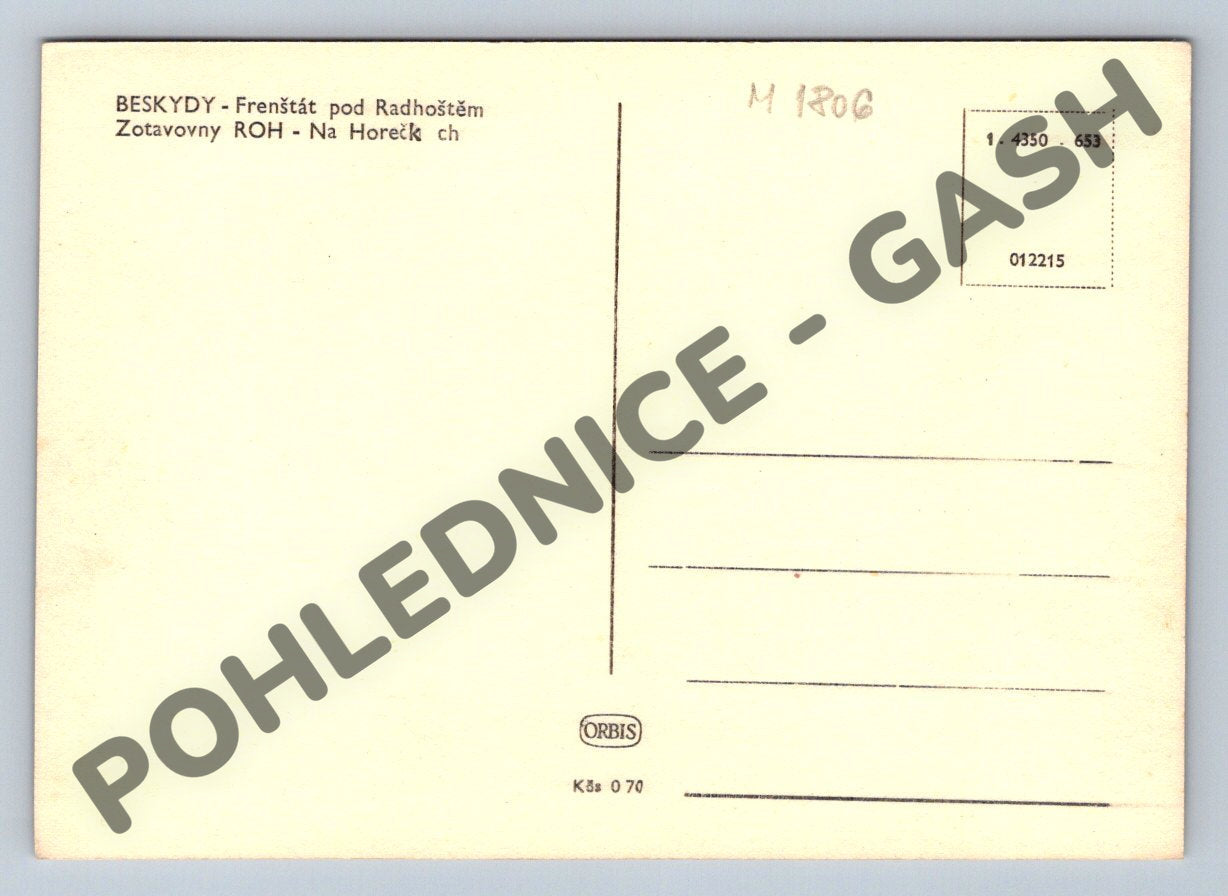 BESKYDY - Frenštát pod Radhoštěm
Zotavovny ROH - Na Horečk ch
M 1806
1 . 4350 . 653
012215
POHLEDNICE - GASH
ORBIS
Kčs 0 70